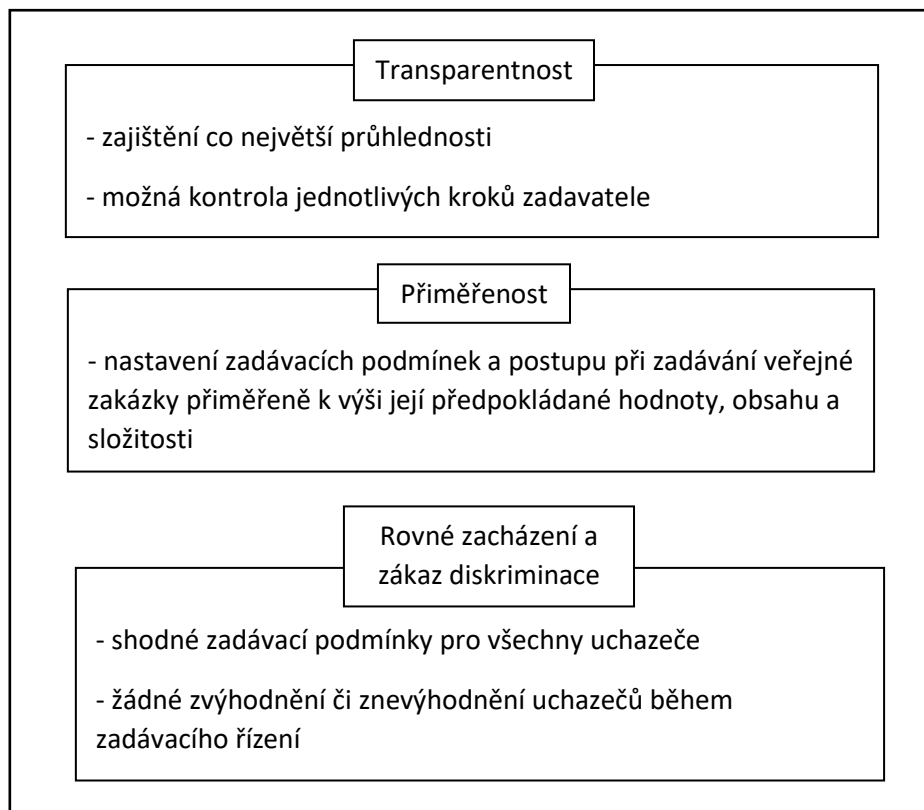 Transparentnost
- zajištění co největší průhlednosti
- možná kontrola jednotlivých kroků zadavatele
Přiměřenost
- nastavení zadávacích podmínek a postupu při zadávání veřejné
zakázky přiměřeně k výši její předpokládané hodnoty, obsahu a
složitosti
Rovné zacházení a
zákaz diskriminace
- shodné zadávací podmínky pro všechny uchazeče
- žádné zvýhodnění či znevýhodnění uchazečů během
zadávacího řízení